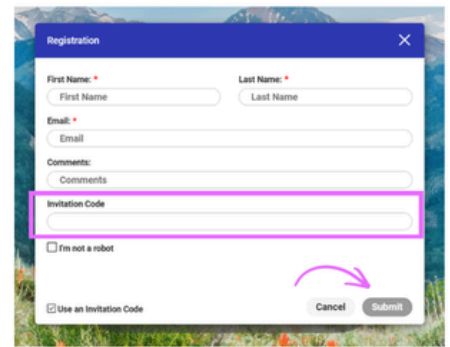 Registration
First Name: * Last Name: *
First Name Last Name
Email: *
Email
Comments:
Comments
Invitation Code
I'm not a robot
Use an Invitation Code Cancel Submit